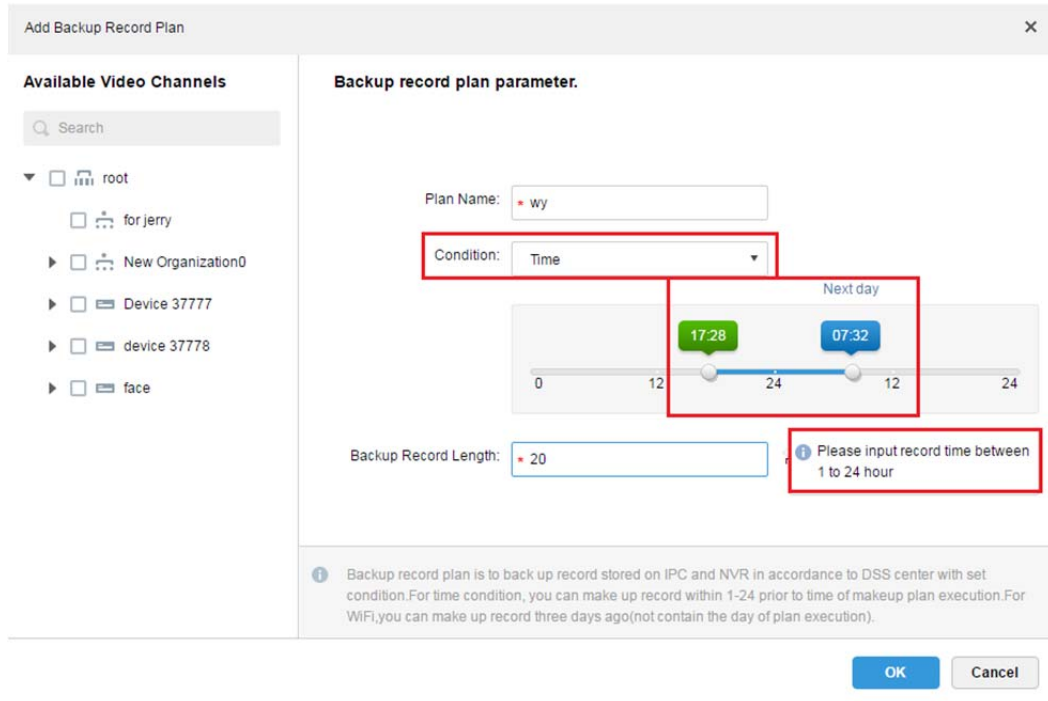 Add Backup Record Plan
Available Video Channels
Search
root
for jerry
New Organization0
Device 37777
device 37778
face
Backup record plan parameter.
Plan Name: * wy
Condition: Time
Next day
17:28 07:32
0 12 24 12 24
Backup Record Length: * 20
Please input record time between
1 to 24 hour
Backup record plan is to back up record stored on IPC and NVR in accordance to DSS center with set
condition.For time condition, you can make up record within 1-24 prior to time of makeup plan execution.For
WiFi,you can make up record three days ago(not contain the day of plan execution).
OK Cancel